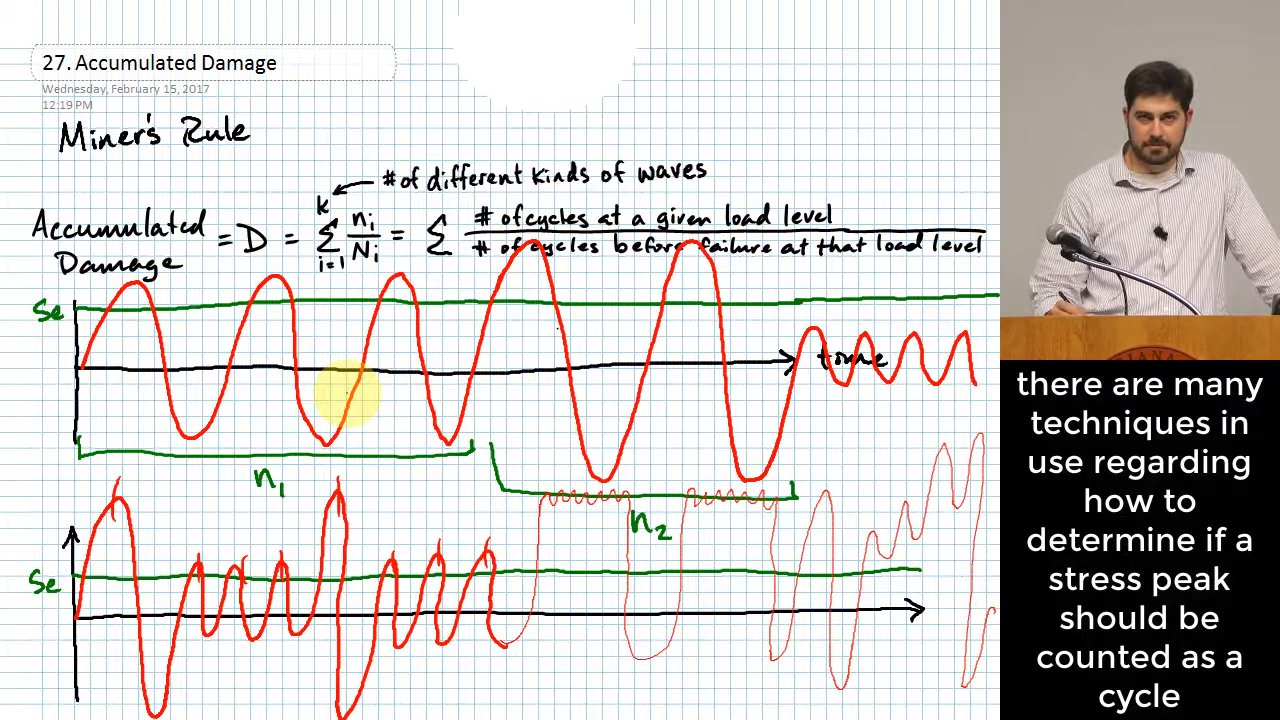 27. Accumulated Damage
Wednesday, February 15, 2017
12:19 PM
Miner's Rule
# of different kinds of waves
Accumulated Damage = D = k Σ i=1 ni/Ni = Σ # of cycles at a given load level / # of cycles before failure at that load level
Se
time
n1
n2
Se
there are many
techniques in
use regarding
how to
determine if a
stress peak
should be
counted as a
cycle